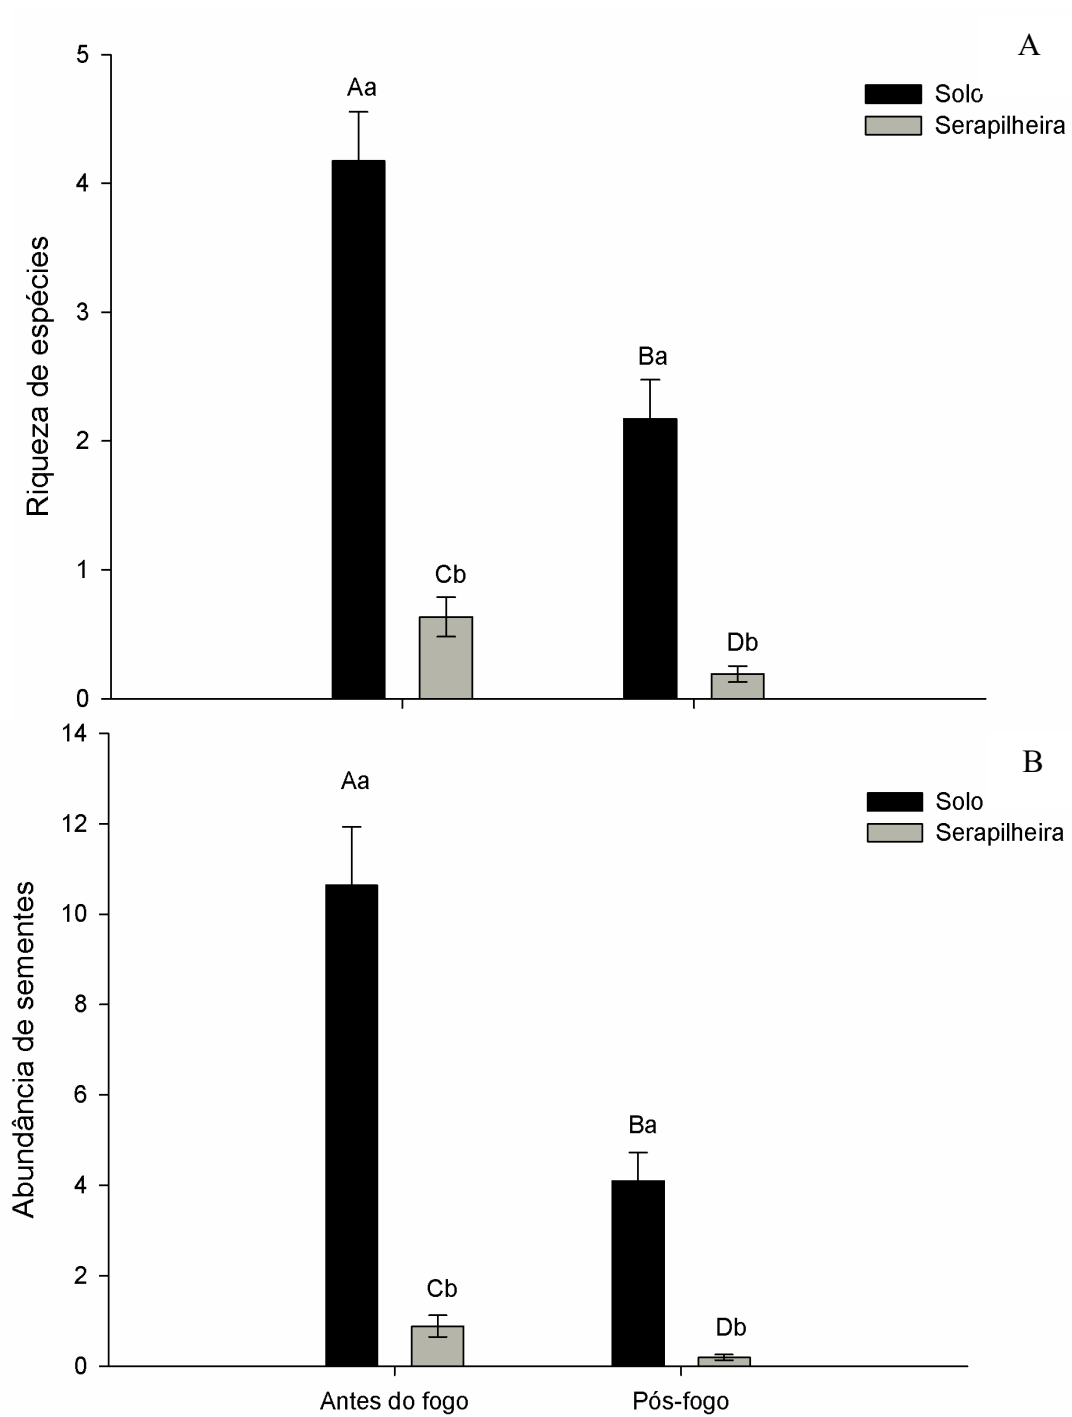 A
5
Aa
Solo
Serapilheira
4
3
Ba
2
Riqueza de espécies
1
Cb
Db
0
14
B
Aa
Solo
Serapilheira
12
10
8
6
Abundância de sementes
Ba
4
2
Cb
Db
0
Antes do fogo Pós-fogo